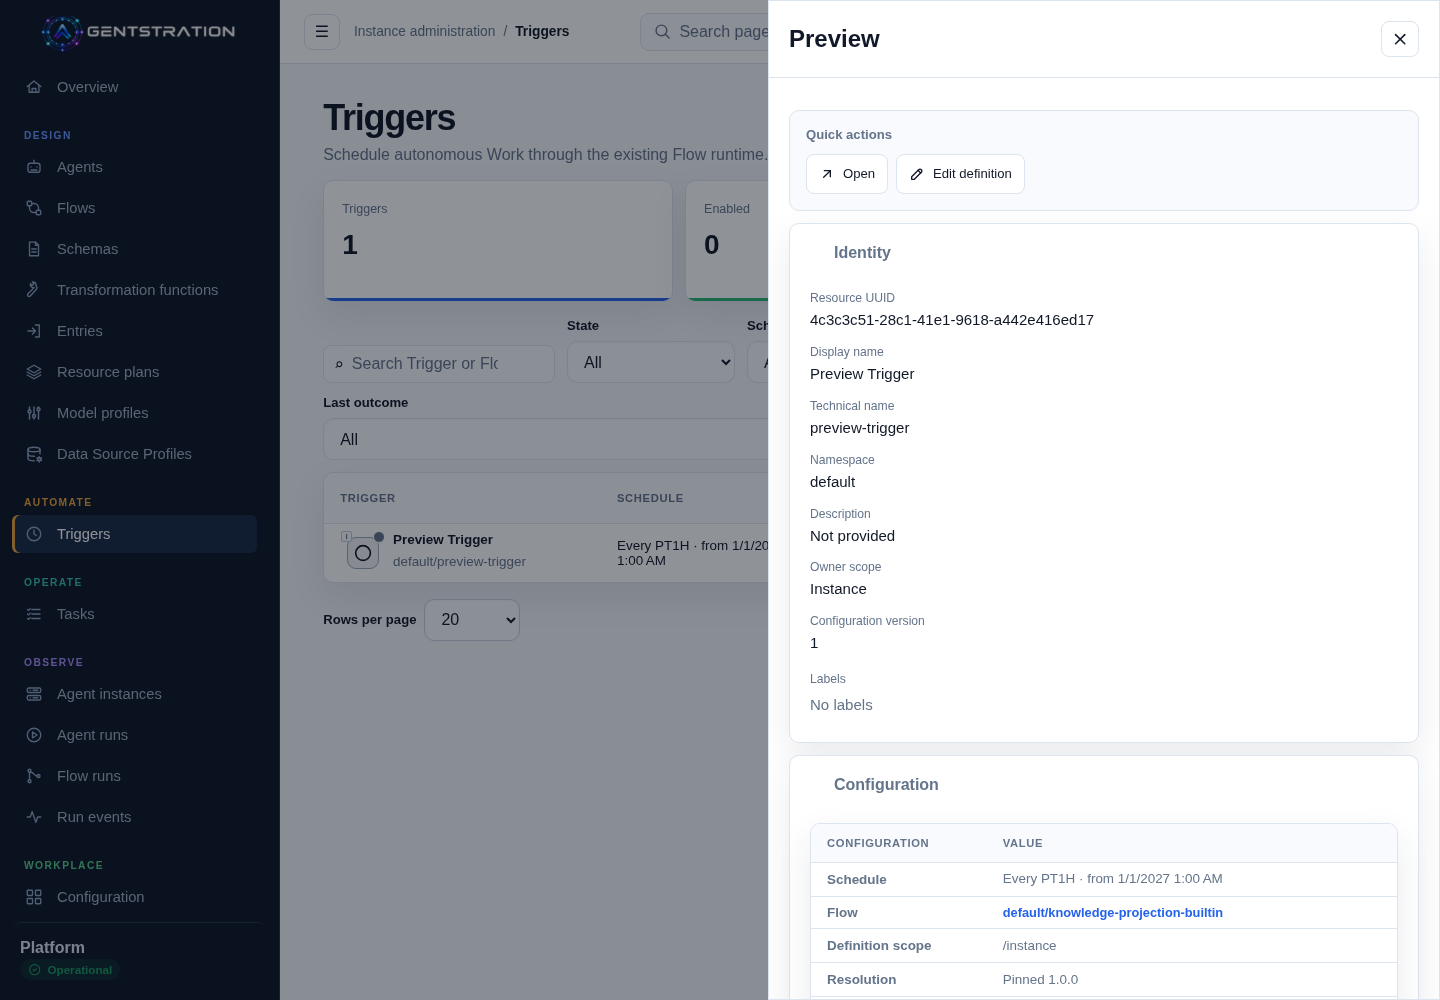 GENTSTRATION
Overview
DESIGN
Agents
Flows
Schemas
Transformation functions
Entries
Resource plans
Model profiles
Data Source Profiles
AUTOMATE
Triggers
OPERATE
Tasks
OBSERVE
Agent instances
Agent runs
Flow runs
Run events
WORKPLACE
Configuration
Platform
Operational
Instance administration / Triggers
Search page
Triggers
Schedule autonomous Work through the existing Flow runtime.
Triggers
1
Enabled
0
State
Sch
Search Trigger or Flo
All
Last outcome
All
TRIGGER
SCHEDULE
Preview Trigger
default/preview-trigger
Every PT1H · from 1/1/20
1:00 AM
Rows per page
20
Preview
Quick actions
Open
Edit definition
Identity
Resource UUID
4c3c3c51-28c1-41e1-9618-a442e416ed17
Display name
Preview Trigger
Technical name
preview-trigger
Namespace
default
Description
Not provided
Owner scope
Instance
Configuration version
1
Labels
No labels
Configuration
CONFIGURATION VALUE
Schedule Every PT1H · from 1/1/2027 1:00 AM
Flow default/knowledge-projection-builtin
Definition scope /instance
Resolution Pinned 1.0.0